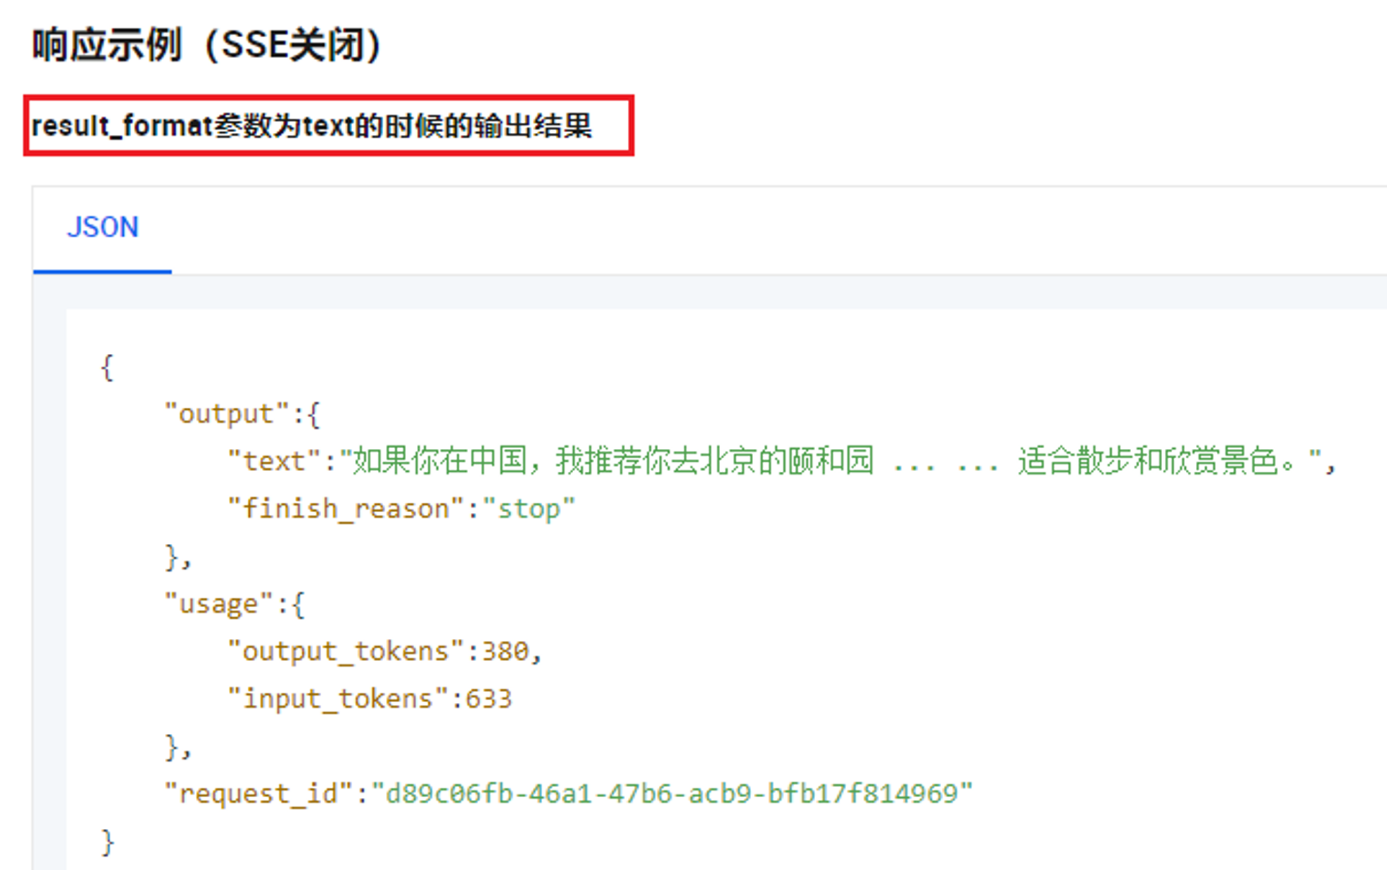 响应示例（SSE关闭）
result_format参数为text的时候的输出结果
JSON
{
"output":{
"text":"如果你在中国，我推荐你去北京的颐和园 ... ... 适合散步和欣赏景色。",
"finish_reason":"stop"
},
"usage":{
"output_tokens":380,
"input_tokens":633
},
"request_id":"d89c06fb-46a1-47b6-acb9-bfb17f814969"
}